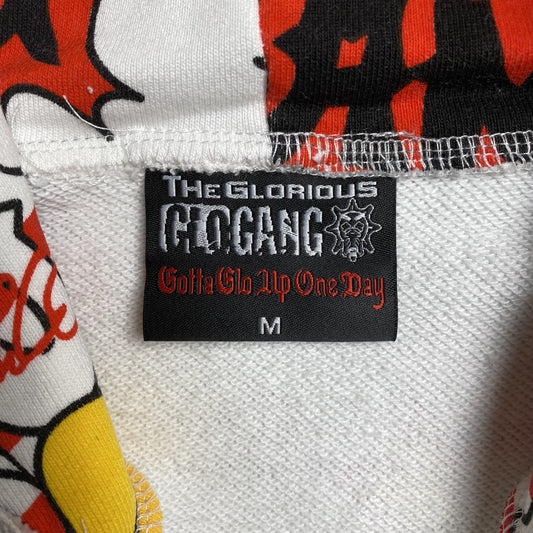 THE GLORIOUS
GLOGANG
Gotta Glo Up One Day
M